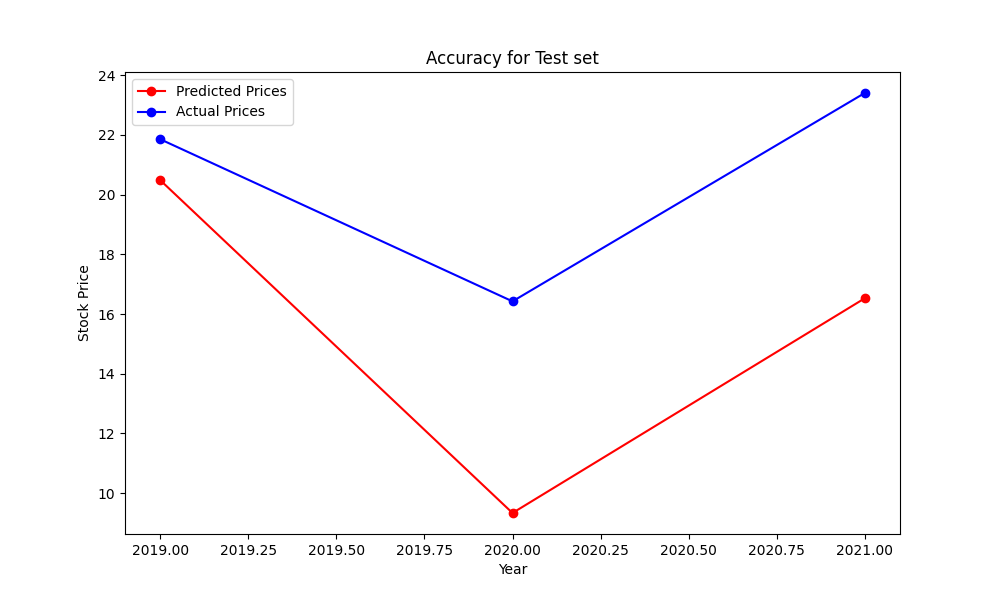 Accuracy for Test set
Predicted Prices
Actual Prices
Stock Price
24
22
20
18
16
14
12
10
2019.00 2019.25 2019.50 2019.75 2020.00 2020.25 2020.50 2020.75 2021.00
Year